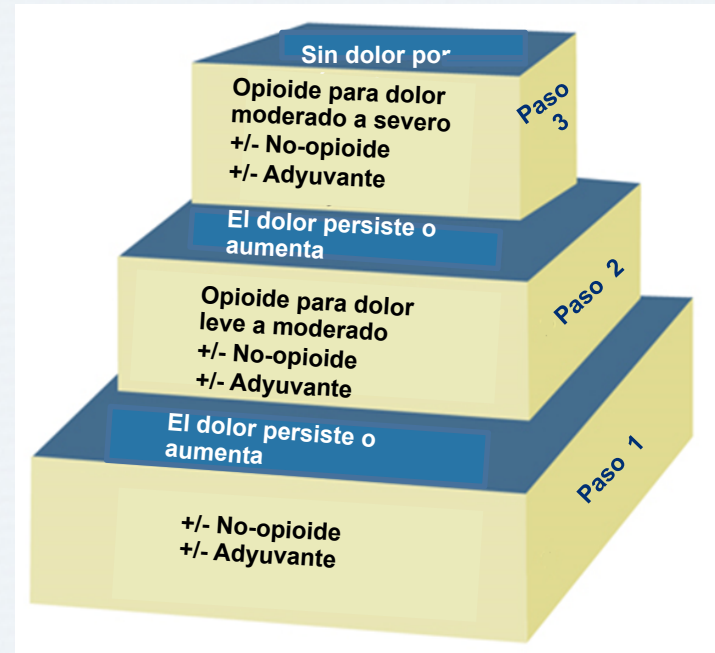 Sin dolor por
Opioide para dolor
moderado a severo
+/- No-opioide
+/- Adyuvante
Paso
3
El dolor persiste o
aumenta
Opioide para dolor
leve a moderado
+/- No-opioide
+/- Adyuvante
Paso 2
El dolor persiste o
aumenta
+/- No-opioide
+/- Adyuvante
Paso 1